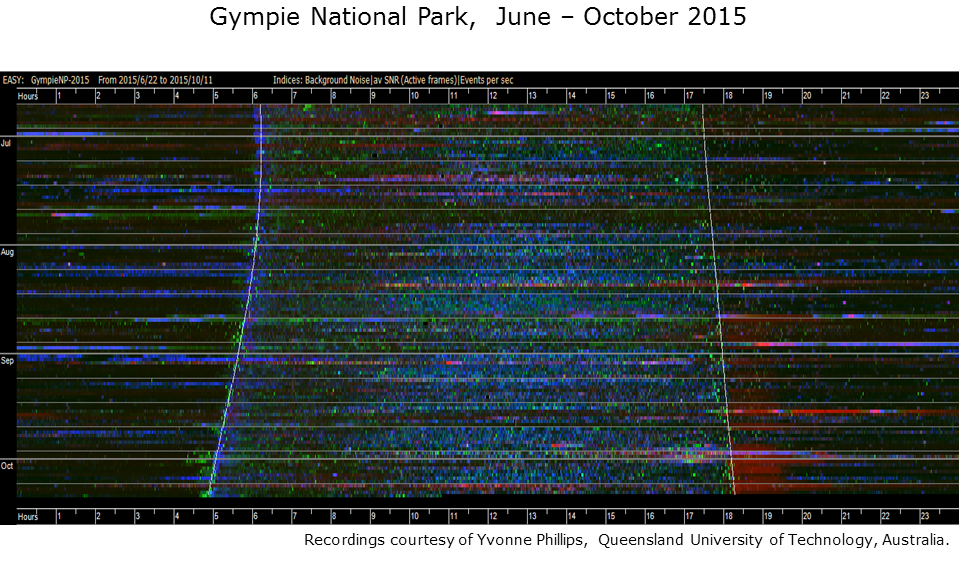 Gympie National Park,  June – October 2015
EASY:   GympieNP-2015    From 2015/6/22 to 2015/10/11    Indices: Background Noise|av SNR (Active frames)|Events per sec
Hours 1 2 3 4 5 6 7 8 9 10 11 12 13 14 15 16 17 18 19 20 21 22 23
Jul
Aug
Sep
Oct
Hours 1 2 3 4 5 6 7 8 9 10 11 12 13 14 15 16 17 18 19 20 21 22 23
Recordings courtesy of Yvonne Phillips,  Queensland University of Technology, Australia.